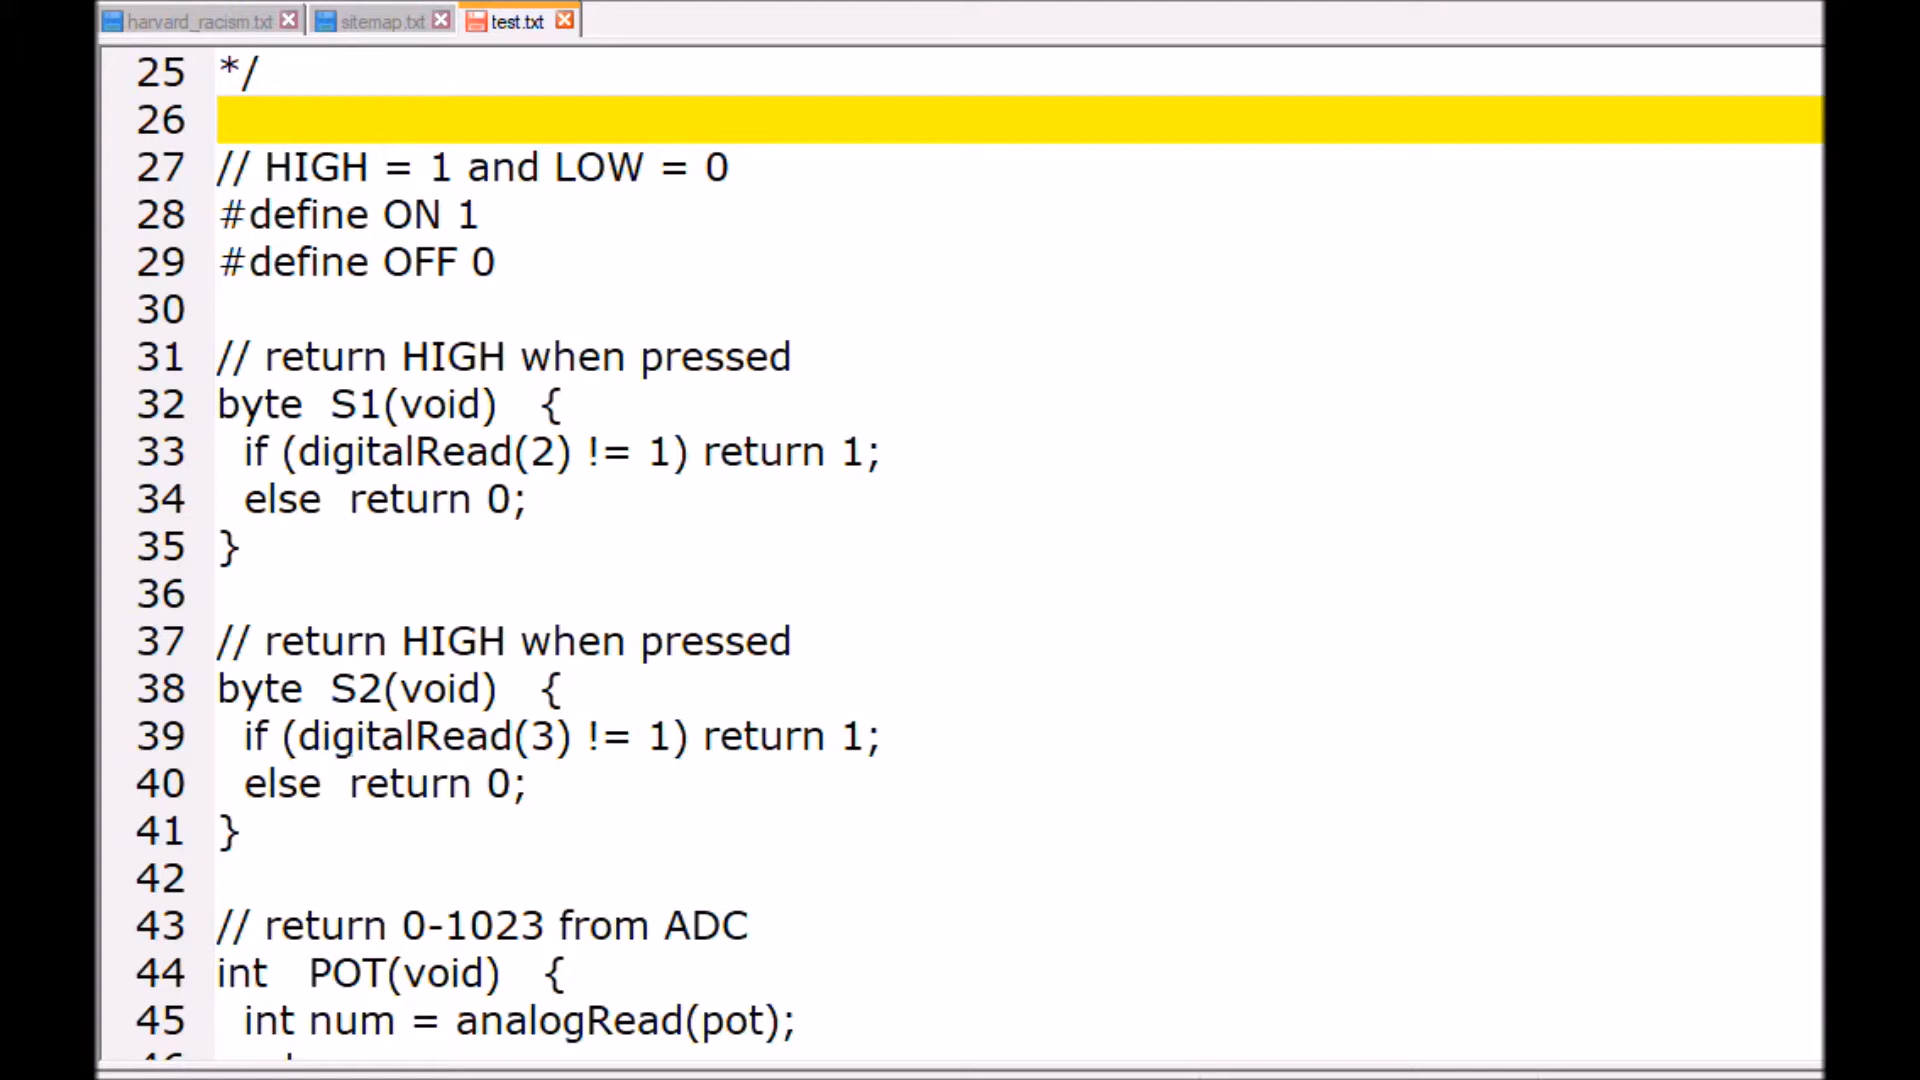 harvard_racism.txt sitemap.txt test.txt
25 */
26
27 // HIGH = 1 and LOW = 0
28 #define ON 1
29 #define OFF 0
30
31 // return HIGH when pressed
32 byte  S1(void)   {
33   if (digitalRead(2) != 1) return 1;
34   else  return 0;
35 }
36
37 // return HIGH when pressed
38 byte  S2(void)   {
39   if (digitalRead(3) != 1) return 1;
40   else  return 0;
41 }
42
43 // return 0-1023 from ADC
44 int   POT(void)   {
45   int num = analogRead(pot);